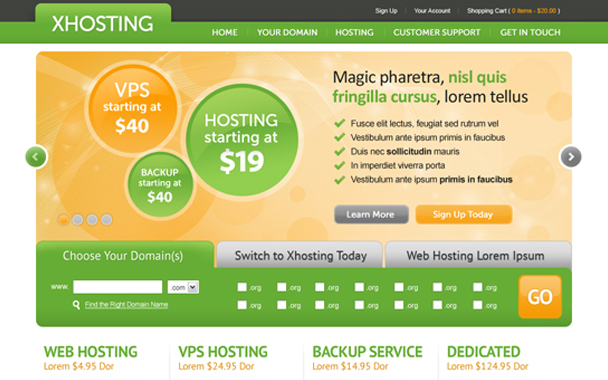 XHOSTING
Sign Up Your Account Shopping Cart ( 0 items - $20.00 )
HOME YOUR DOMAIN HOSTING CUSTOMER SUPPORT GET IN TOUCH
VPS
starting at
$40
HOSTING
starting at
$19
BACKUP
starting at
$40
Magic pharetra, nisl quis
fringilla cursus, lorem tellus
Fusce elit lectus, feugiat sed rutrum vel
Vestibulum ante ipsum primis in faucibus
Duis nec sollicitudin mauris
In imperdiet viverra porta
Vestibulum ante ipsum primis in faucibus
Learn More Sign Up Today
Choose Your Domain(s) Switch to Xhosting Today Web Hosting Lorem Ipsum
www. .com .org .org .org .org .org .org .org
Find the Right Domain Name .org .org .org .org .org .org .org
GO
WEB HOSTING VPS HOSTING BACKUP SERVICE DEDICATED
Lorem $4.95 Dor Lorem $24.95 Dor Lorem $14.95 Dor Lorem $124.95 Dor